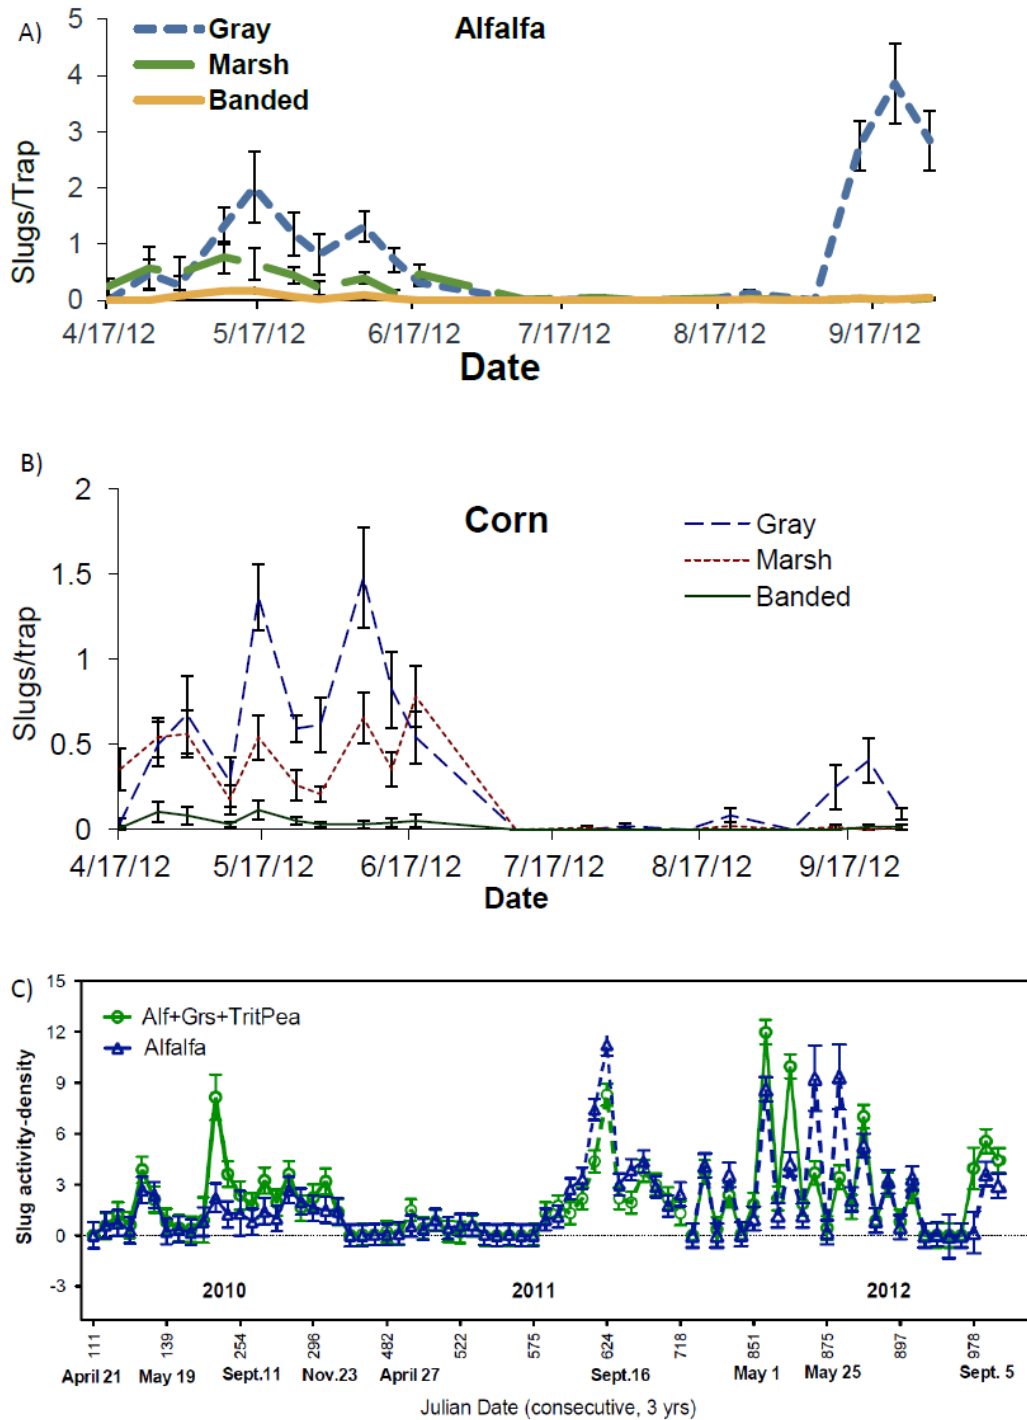 A)
Alfalfa
Gray
Marsh
Banded
Slugs/Trap
5
4
3
2
1
0
4/17/12 5/17/12 6/17/12 7/17/12 8/17/12 9/17/12
Date
B)
Corn
Gray
Marsh
Banded
Slugs/trap
2
1.5
1
0.5
0
4/17/12 5/17/12 6/17/12 7/17/12 8/17/12 9/17/12
Date
C)
Alf+Grs+TritPea
Alfalfa
Slug activity-density
15
12
9
6
3
0
-3
2010 2011 2012
111 139 254 296 482 522 575 624 718 851 875 897 978
April 21 May 19 Sept.11 Nov.23 April 27 Sept.16 May 1 May 25 Sept. 5
Julian Date (consecutive, 3 yrs)